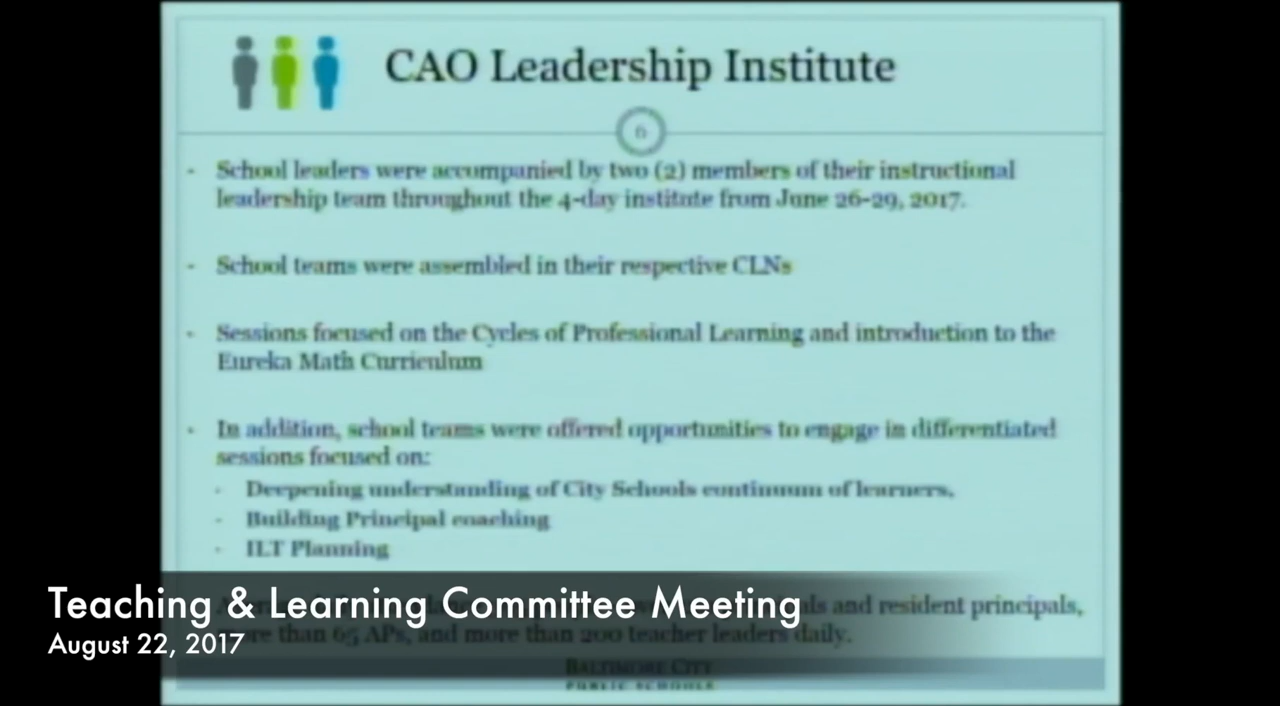 CAO Leadership Institute
6
- School leaders were accompanied by two (2) members of their instructional
leadership team throughout the 4-day institute from June 26-29, 2017.
- School teams were assembled in their respective CLNs
- Sessions focused on the Cycles of Professional Learning and introduction to the
Eureka Math Curriculum
- In addition, school teams were offered opportunities to engage in differentiated
sessions focused on:
- Deepening understanding of City Schools continuum of learners.
- Building Principal coaching
- ILT Planning
and resident principals,
than 65 APs, and more than 200 teacher leaders daily.
Teaching & Learning Committee Meeting
August 22, 2017
BALTIMORE CITY
PUBLIC SCHOOLS